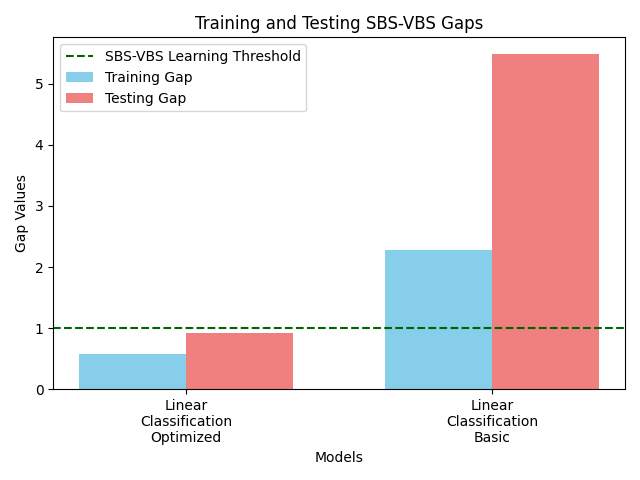 Training and Testing SBS-VBS Gaps
SBS-VBS Learning Threshold
Training Gap
Testing Gap
Gap Values
5
4
3
2
1
0
Linear
Classification
Optimized
Linear
Classification
Basic
Models